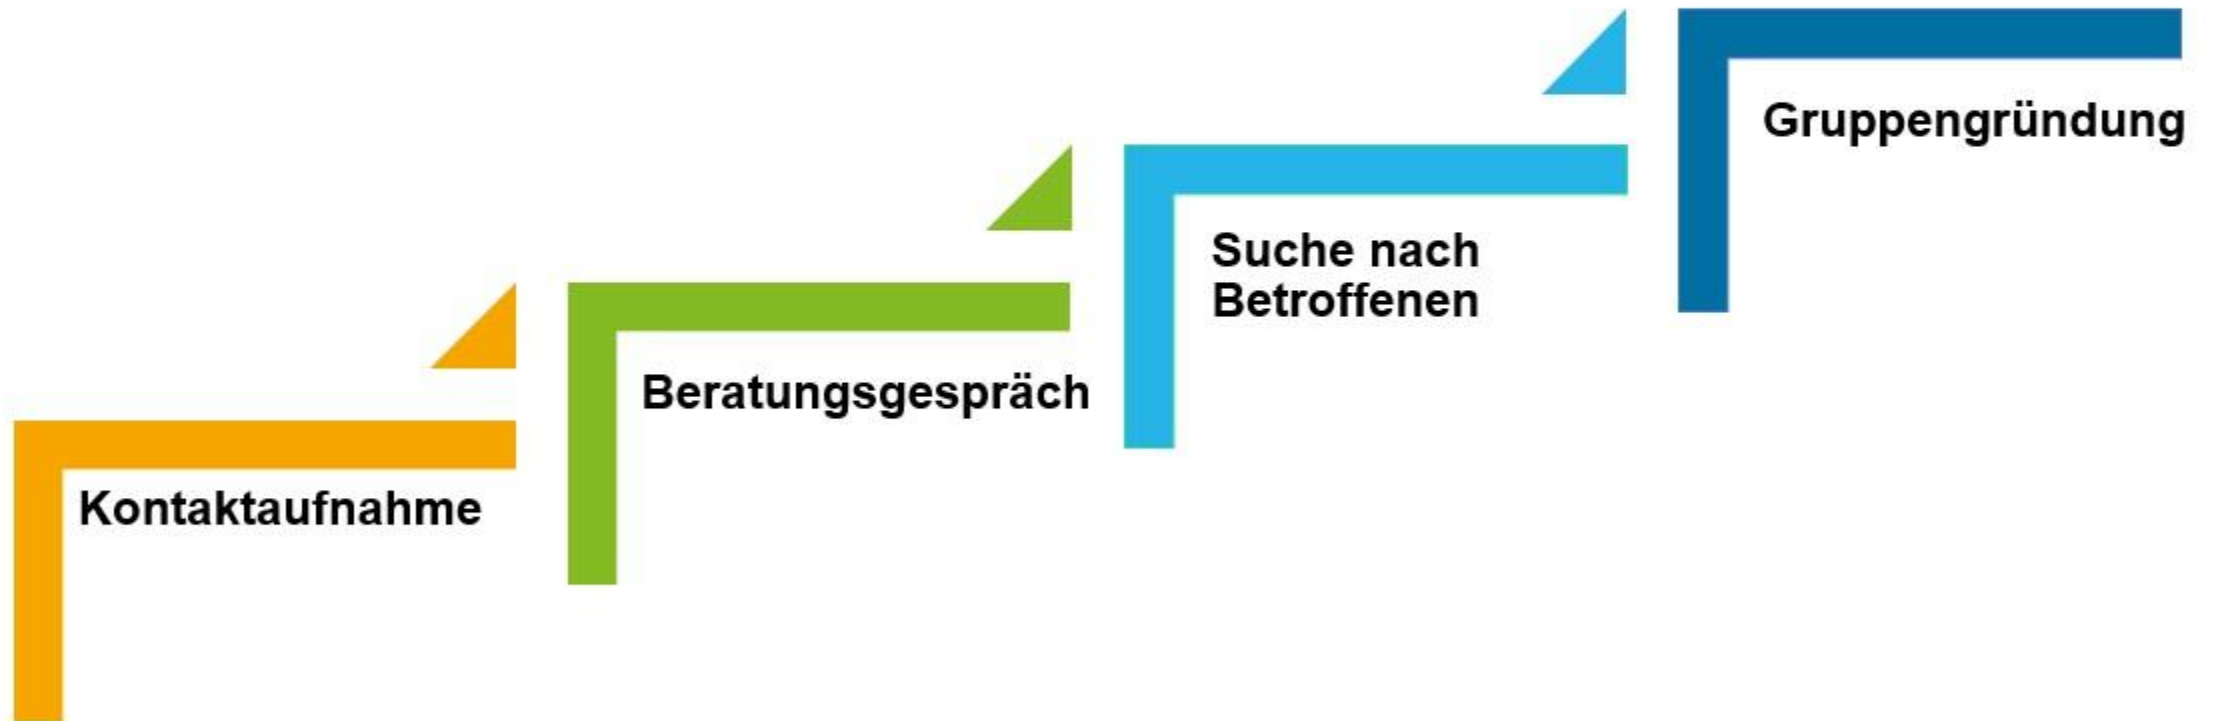 Kontaktaufnahme
Beratungsgespräch
Suche nach
Betroffenen
Gruppengründung